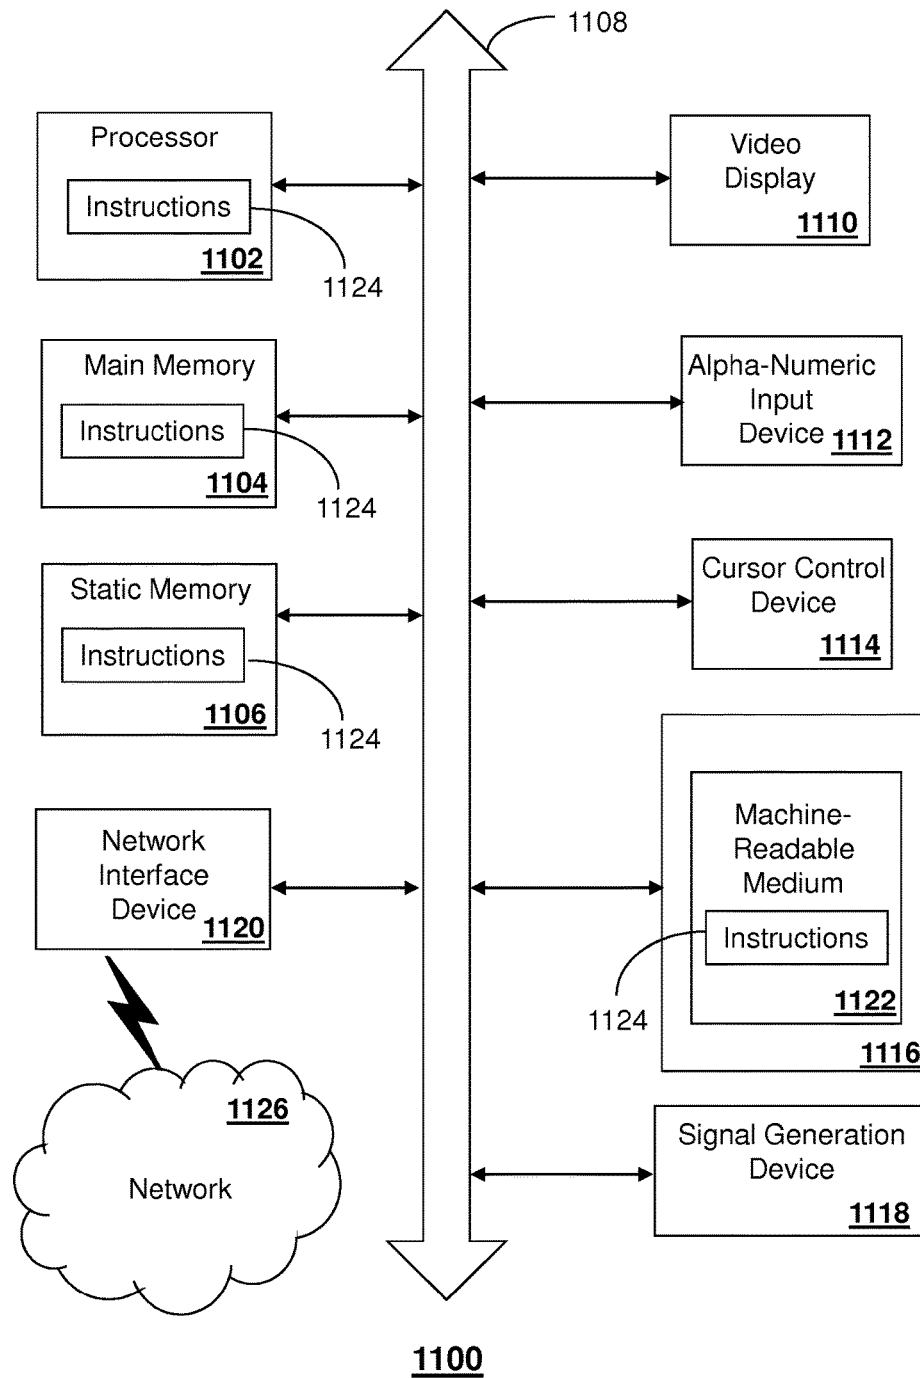 1108
Processor
Instructions
1102
1124
Main Memory
Instructions
1104
1124
Static Memory
Instructions
1106
1124
Network
Interface
Device
1120
1126
Network
Video
Display
1110
Alpha-Numeric
Input
Device
1112
Cursor Control
Device
1114
Machine-
Readable
Medium
Instructions
1122
1124
1116
Signal Generation
Device
1118
1100